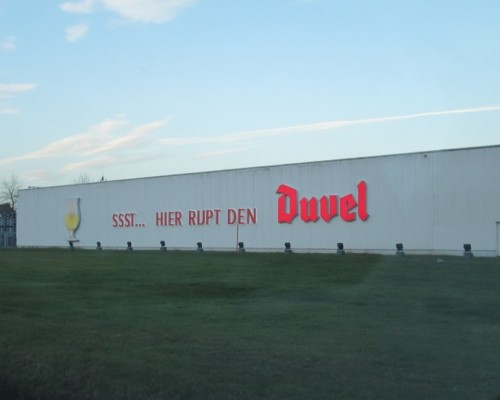 SSST... HIER RIJPT DEN Duvel